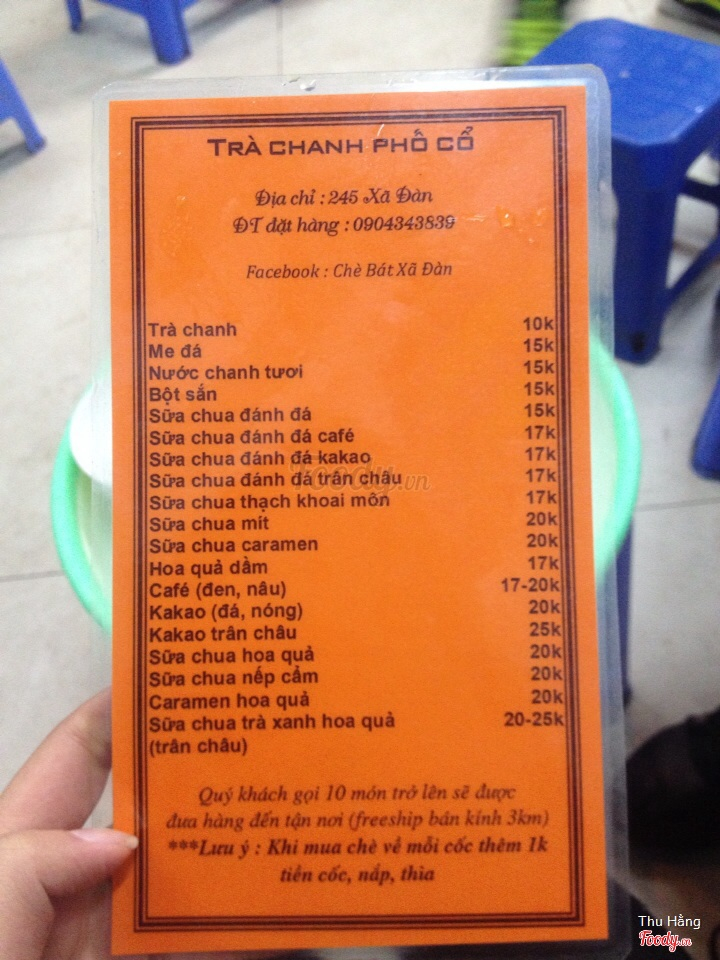 TRÀ CHANH PHỐ CỔ
Địa chỉ : 245 Xã Đàn
ĐT đặt hàng : 0904343839
Facebook : Chè Bát Xã Đàn
Trà chanh 10k
Me đá 15k
Nước chanh tươi 15k
Bột sắn 15k
Sữa chua đánh đá 15k
Sữa chua đánh đá café 17k
Sữa chua đánh đá kakao 17k
Sữa chua đánh đá trân châu 17k
Sữa chua thạch khoai môn 17k
Sữa chua mít 20k
Sữa chua caramen 20k
Hoa quả dầm 17k
Café (đen, nâu) 17-20k
Kakao (đá, nóng) 20k
Kakao trân châu 25k
Sữa chua hoa quả 20k
Sữa chua nếp cẩm 20k
Caramen hoa quả 20k
Sữa chua trà xanh hoa quả 20-25k
(trân châu)
Quý khách gọi 10 món trở lên sẽ được
đưa hàng đến tận nơi (freeship bán kính 3km)
***Lưu ý : Khi mua chè về mỗi cốc thêm 1k
tiền cốc, nắp, thìa
Foody.vn
Thu Hằng
Foody.vn